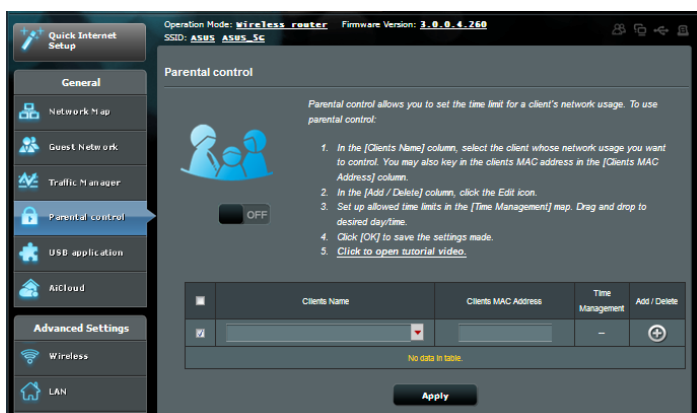 Quick Internet
Setup
General
Network Map
Guest Network
Traffic Manager
Parental control
USB application
AiCloud
Advanced Settings
Wireless
LAN
Operation Mode: Wireless router Firmware Version: 3.0.0.4.260
SSID: ASUS ASUS_5G
Parental control
Parental control allows you to set the time limit for a client's network usage. To use
parental control:
1. In the [Clients Name] column, select the client whose network usage you want
to control. You may also key in the clients MAC address in the [Clients MAC
Address] column.
2. In the [Add / Delete] column, click the Edit icon.
3. Set up allowed time limits in the [Time Management] map. Drag and drop to
desired day/time.
4. Click [OK] to save the settings made.
5. Click to open tutorial video.
OFF
Clients Name Clients MAC Address Time Management Add / Delete
--
No data in table.
Apply